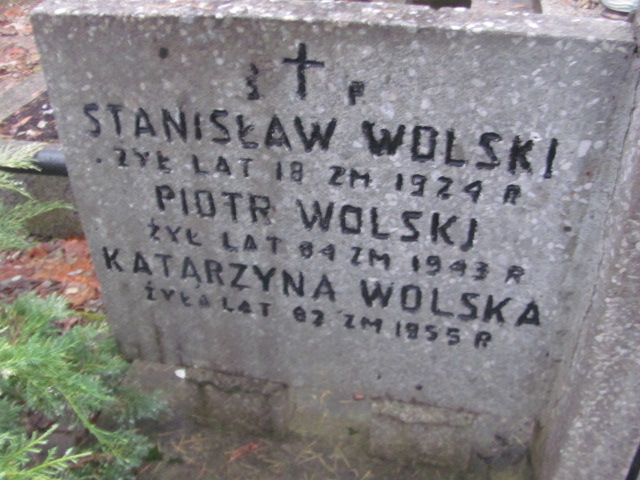 Ś P
STANISŁAW WOLSKI
ŻYŁ LAT 18 ZM 1924 R
PIOTR WOLSKI
ŻYŁ LAT 84 ZM 1943 R
KATARZYNA WOLSKA
ŻYŁA LAT 82 ZM 1955 R